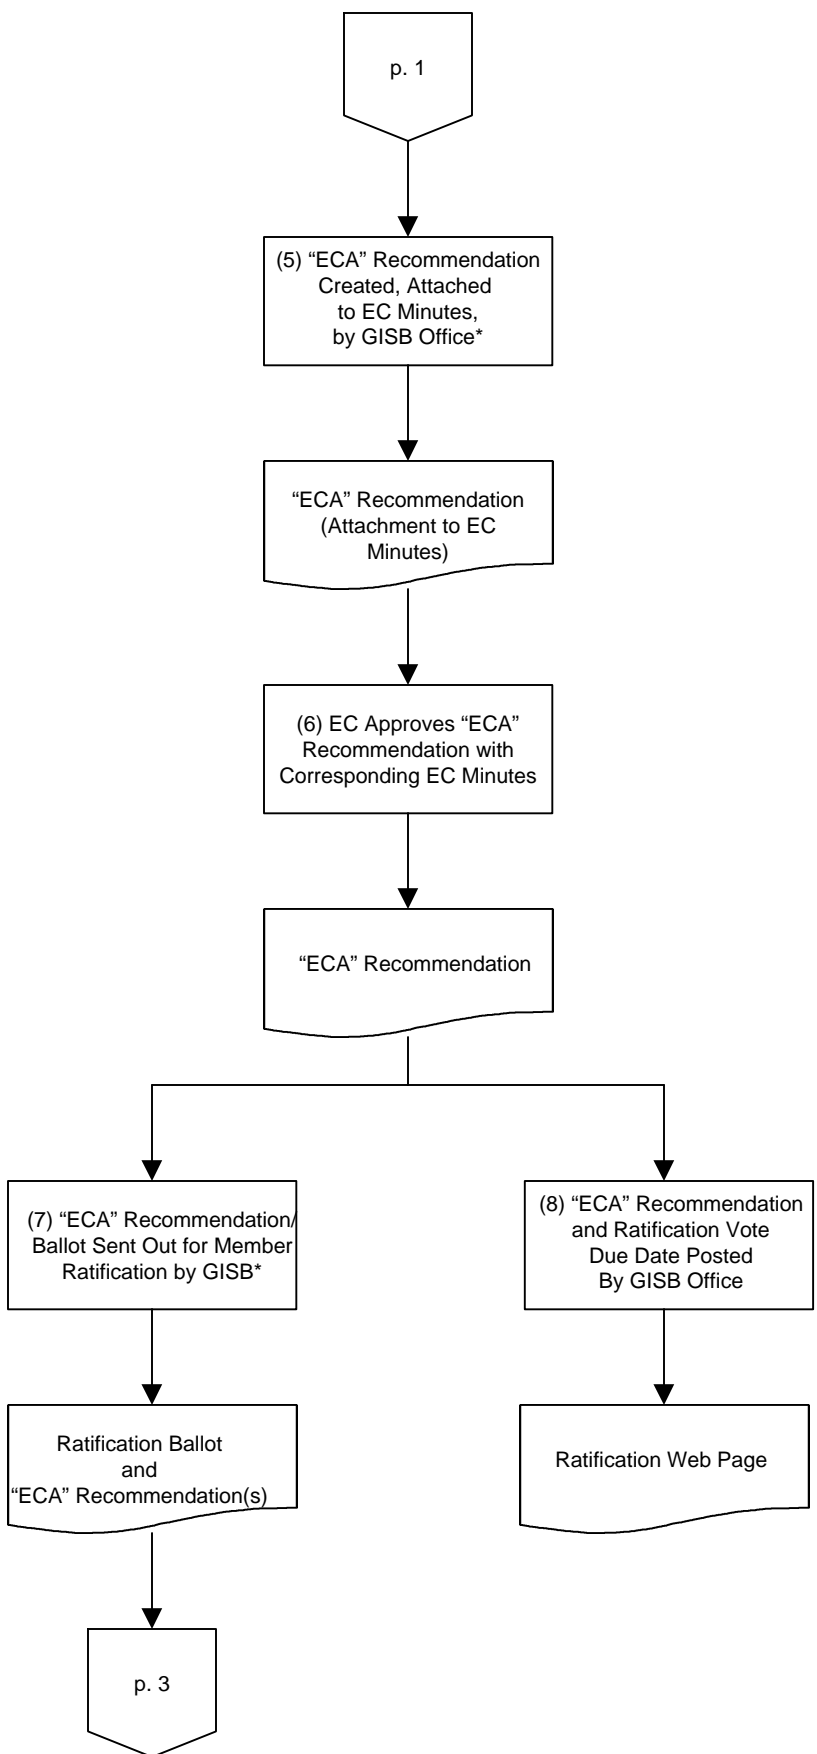 p. 1
(5) “ECA” Recommendation
Created, Attached
to EC Minutes,
by GISB Office*
“ECA” Recommendation
(Attachment to EC
Minutes)
(6) EC Approves “ECA”
Recommendation with
Corresponding EC Minutes
“ECA” Recommendation
(7) “ECA” Recommendation/
Ballot Sent Out for Member
Ratification by GISB*
(8) “ECA” Recommendation
and Ratification Vote
Due Date Posted
By GISB Office
Ratification Ballot
and
“ECA” Recommendation(s)
Ratification Web Page
p. 3